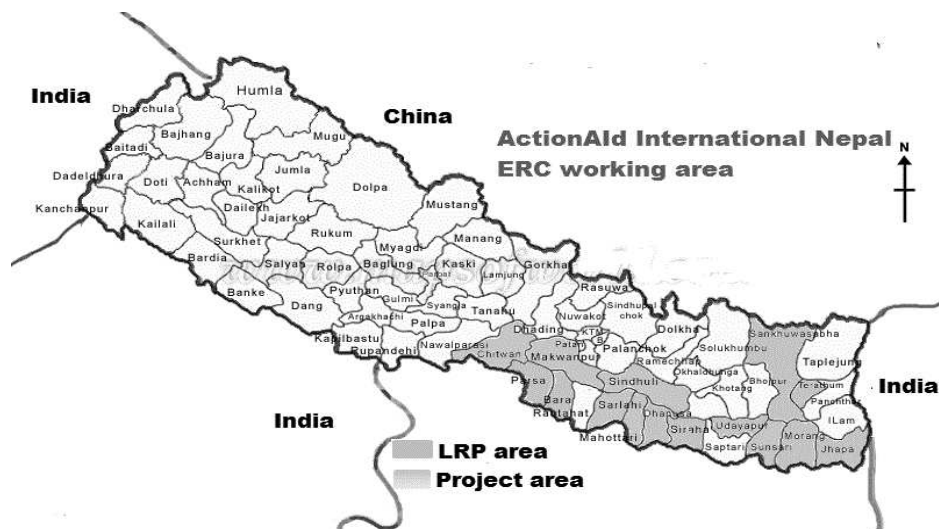 India
China
ActionAId International Nepal
ERC working area
N
Humla
Dharchula
Bajhang
Mugu
Baitadi
Bajura
Jumla
Dadeldhura
Doti
Achham
Kalikot
Dolpa
Kanchanpur
Dailekh
Jajarkot
Mustang
Kailali
Surkhet
Rukum
Manang
Myagdi
Bardia
Salyan
Rolpa
Baglung
Kaski
Gorkha
Lamjung
Rasuwa
Banke
Dang
Pyuthan
Gulmi
Syangla
Tanahu
Nuwakot
Sindhupal
chok
Argakhachi
Palpa
Dhading
KTM
B
Dolkha
Sankhuwasabha
Kapilbastu
Rupandehi
Nawalparasi
Chitwan
Makwanpur
Palanchok
Ramechhap
Solukhumbu
Taplejung
Okhaldhunga
Khotang
Bhojpur
Parsa
Sindhuli
Panchthar
India
Bara
Rautahat
Sarlahi
Dhanusa
Siraha
Udayapur
ILam
India
Mahottari
Saptari
Sunsari
Morang
Jhapa
LRP area
Project area